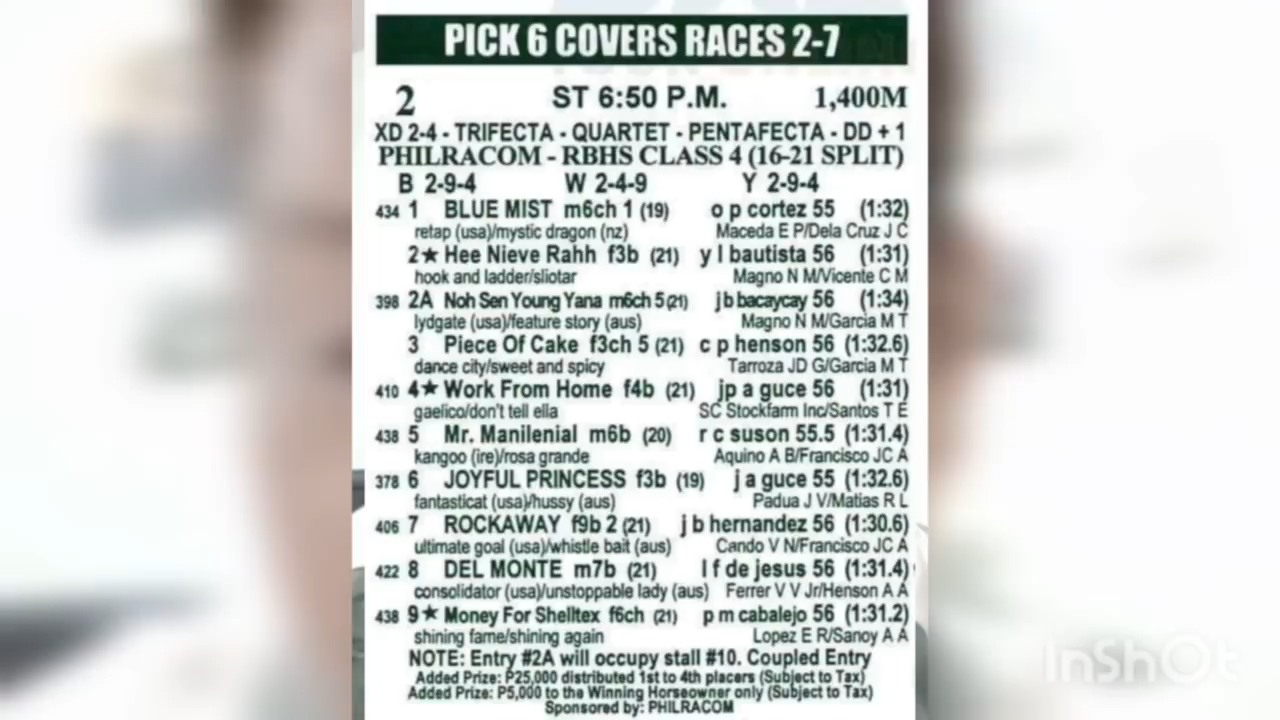 PICK 6 COVERS RACES 2-7
2 ST 6:50 P.M. 1,400M
XD 2-4 - TRIFECTA - QUARTET - PENTAFECTA - DD + 1
PHILRACOM - RBHS CLASS 4 (16-21 SPLIT)
B 2-9-4 W 2-4-9 Y 2-9-4
434 1 BLUE MIST m6ch 1 (19) o p cortez 55 (1:32)
retap (usa)/mystic dragon (nz) Maceda E P/Dela Cruz J C
2★ Hee Nieve Rahh f3b (21) y l bautista 56 (1:31)
hook and ladder/sliotar Magno N M/Vicente C M
398 2A Noh Sen Young Yana m6ch 5 (21) j b bacaycay 56 (1:34)
lydgate (usa)/feature story (aus) Magno N M/Garcia M T
3 Piece Of Cake f3ch 5 (21) c p henson 56 (1:32.6)
dance city/sweet and spicy Tarroza JD G/Garcia M T
410 4★ Work From Home f4b (21) jp a guce 56 (1:31)
gaelico/don't tell ella SC Stockfarm Inc/Santos T E
438 5 Mr. Manilenial m6b (20) r c suson 55.5 (1:31.4)
kangoo (ire)/rosa grande Aquino A B/Francisco JC A
378 6 JOYFUL PRINCESS f3b (19) j a guce 55 (1:32.6)
fantasticat (usa)/hussy (aus) Padua J V/Matias R L
406 7 ROCKAWAY f9b 2 (21) j b hernandez 56 (1:30.6)
ultimate goal (usa)/whistle bait (aus) Cando V N/Francisco JC A
422 8 DEL MONTE m7b (21) l f de jesus 56 (1:31.4)
consolidator (usa)/unstoppable lady (aus) Ferrer V V Jr/Henson A A
438 9★ Money For Shelltex f6ch (21) p m cabalejo 56 (1:31.2)
shining fame/shining again Lopez E R/Sanoy A A
NOTE: Entry #2A will occupy stall #10. Coupled Entry
Added Prize: P25,000 distributed 1st to 4th placers (Subject to Tax)
Added Prize: P5,000 to the Winning Horseowner only (Subject to Tax)
Sponsored by: PHILRACOM
InShOt